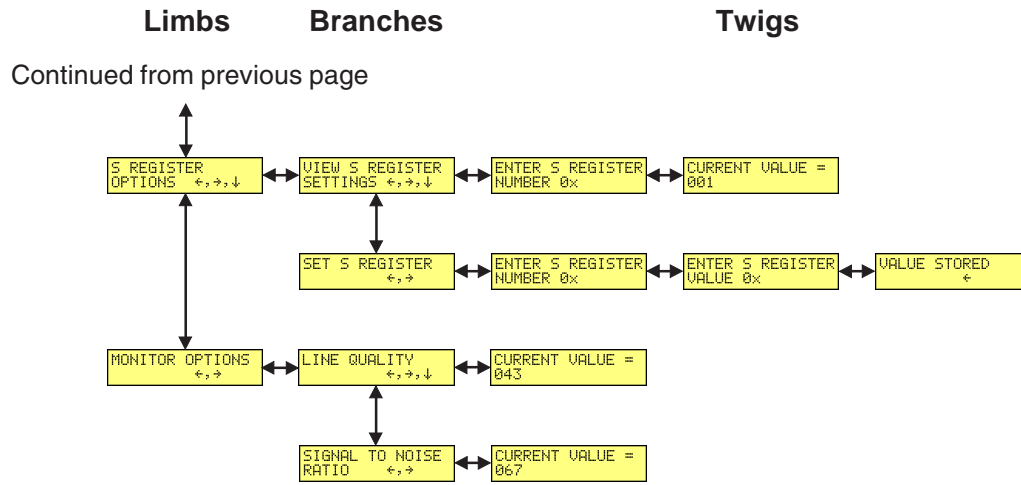 Limbs Branches Twigs
Continued from previous page
S REGISTER
OPTIONS ←,→,↓
VIEW S REGISTER
SETTINGS ←,→,↓
ENTER S REGISTER
NUMBER 0x
CURRENT VALUE =
001
SET S REGISTER
←,→
ENTER S REGISTER
NUMBER 0x
ENTER S REGISTER
VALUE 0x
VALUE STORED
←
MONITOR OPTIONS
←,→
LINE QUALITY
←,→,↓
CURRENT VALUE =
043
SIGNAL TO NOISE
RATIO ←,→
CURRENT VALUE =
067